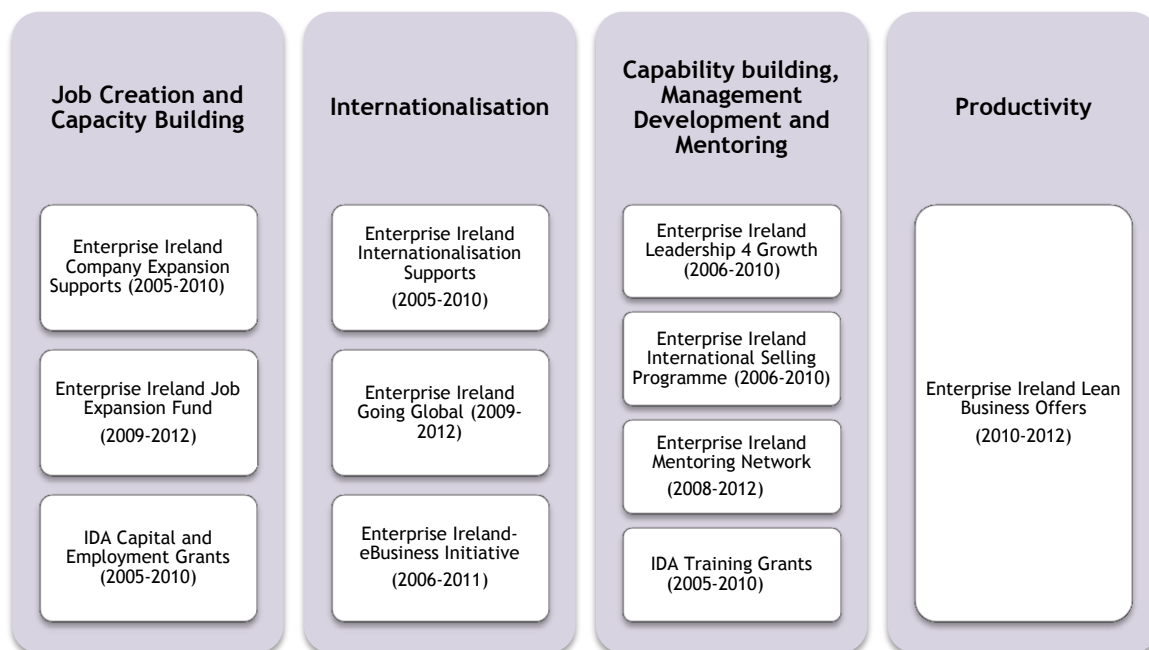 Job Creation and
Capacity Building
Enterprise Ireland
Company Expansion
Supports (2005-2010)
Enterprise Ireland Job
Expansion Fund
(2009-2012)
IDA Capital and
Employment Grants
(2005-2010)
Internationalisation
Enterprise Ireland
Internationalisation
Supports
(2005-2010)
Enterprise Ireland
Going Global (2009-
2012)
Enterprise Ireland-
eBusiness Initiative
(2006-2011)
Capability building,
Management
Development and
Mentoring
Enterprise Ireland
Leadership 4 Growth
(2006-2010)
Enterprise Ireland
International Selling
Programme (2006-2010)
Enterprise Ireland
Mentoring Network
(2008-2012)
IDA Training Grants
(2005-2010)
Productivity
Enterprise Ireland Lean
Business Offers
(2010-2012)